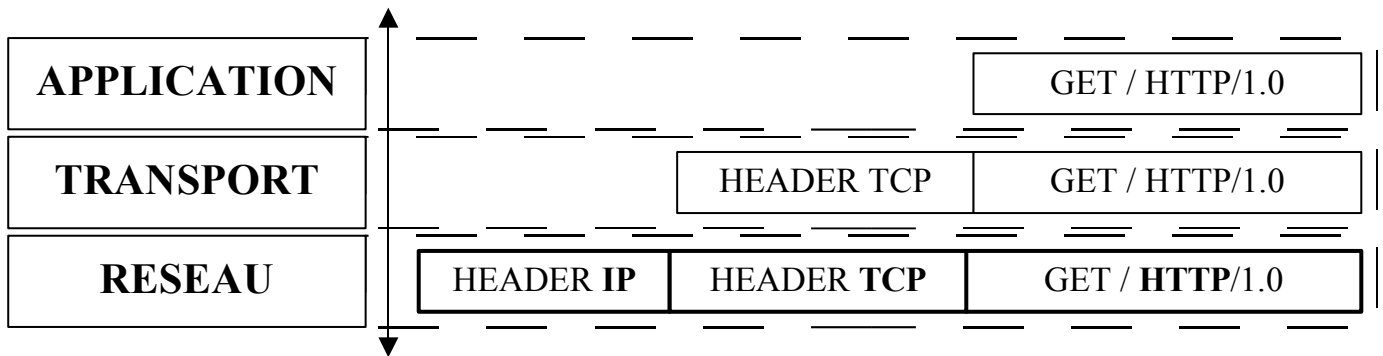 APPLICATION GET / HTTP/1.0
TRANSPORT HEADER TCP GET / HTTP/1.0
RESEAU HEADER IP HEADER TCP GET / HTTP/1.0